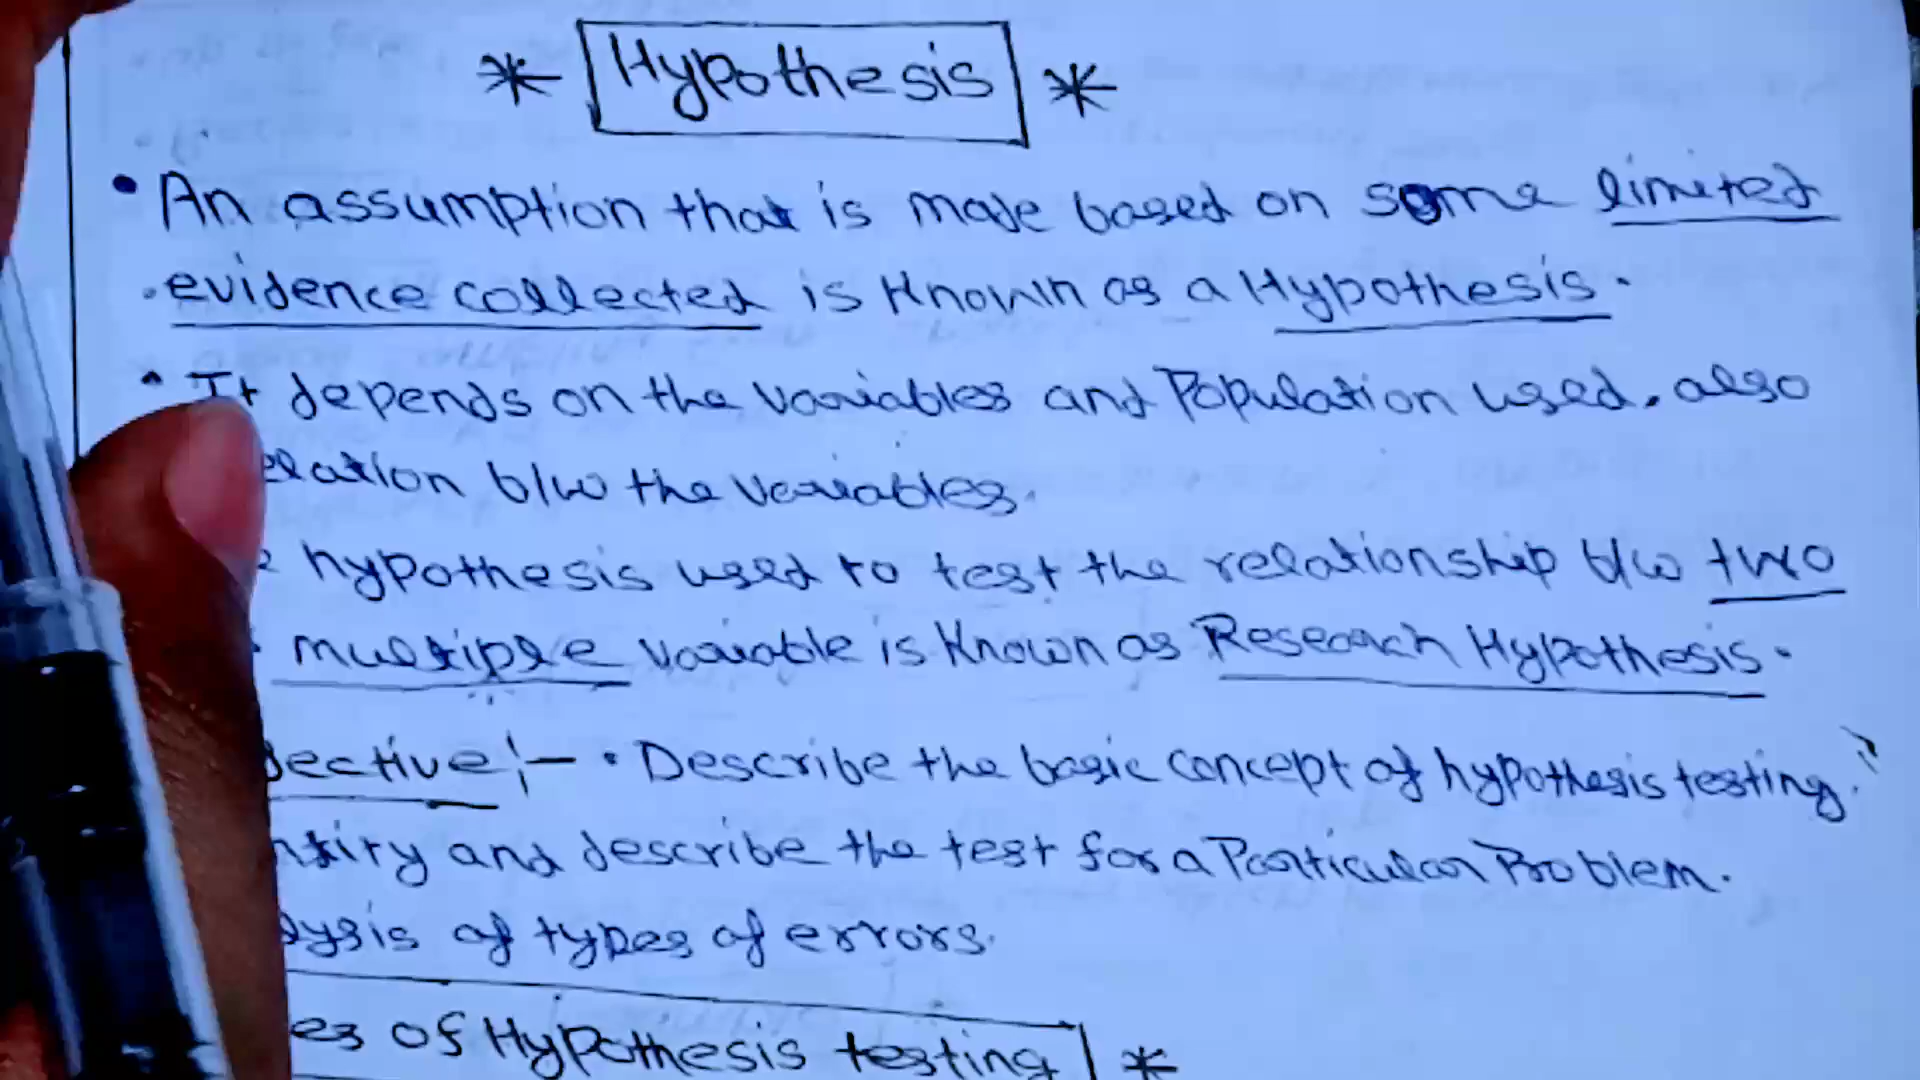 * Hypothesis *
• An assumption that is made based on some limited
evidence collected is known as a Hypothesis.
• It depends on the variables and Population used. also
elation b/w the variables.
hypothesis used to test the relationship b/w two
multiple variable is known as Research Hypothesis.
jective :- • Describe the basic concept of hypothesis testing.
and describe the test for a Particular Problem.
lysis of types of errors.
es of Hypothesis testing *